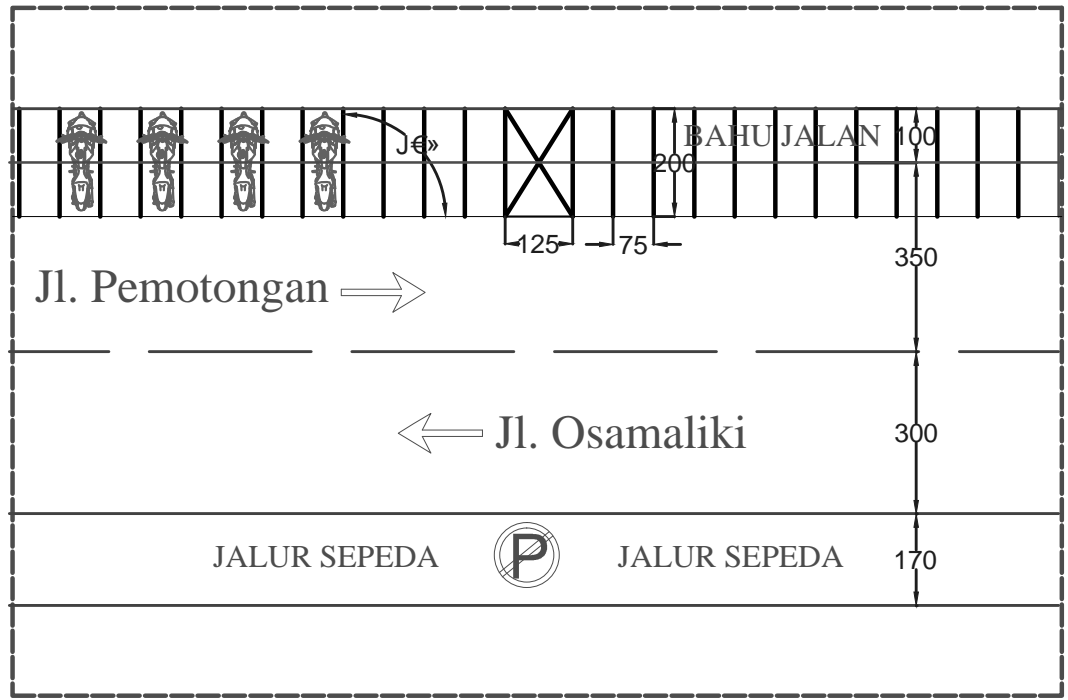 BAHU JALAN
100
J€»
200
125
75
350
Jl. Pemotongan
Jl. Osamaliki
300
JALUR SEPEDA
P
JALUR SEPEDA
170